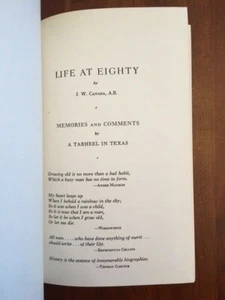 LIFE AT EIGHTY
by
J. W. CANADA, A.B.
MEMORIES AND COMMENTS
by
A TARHEEL IN TEXAS
Growing old is no more than a bad habit,
Which a busy man has no time to form.
—ANDRE MAUROIS
My heart leaps up
When I behold a rainbow in the sky;
So it was when I was a child,
So it is now that I am a man,
So let it be when I grow old,
Or let me die.
—WORDSWORTH
All men . . . who have done anything of merit . . .
should write . . . of their life.
—BENVENUTO CELLINI
History is the essence of innumerable biographies.
—THOMAS CARLYLE